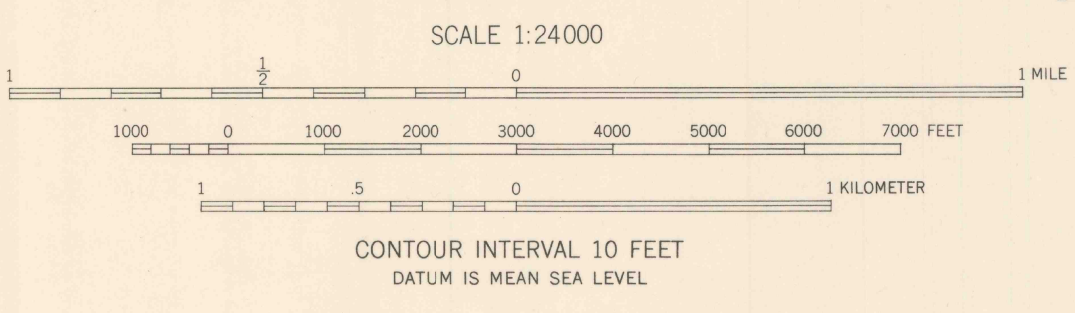 SCALE 1:24000
1 1/2 0 1 MILE
1000 0 1000 2000 3000 4000 5000 6000 7000 FEET
1 .5 0 1 KILOMETER
CONTOUR INTERVAL 10 FEET
DATUM IS MEAN SEA LEVEL